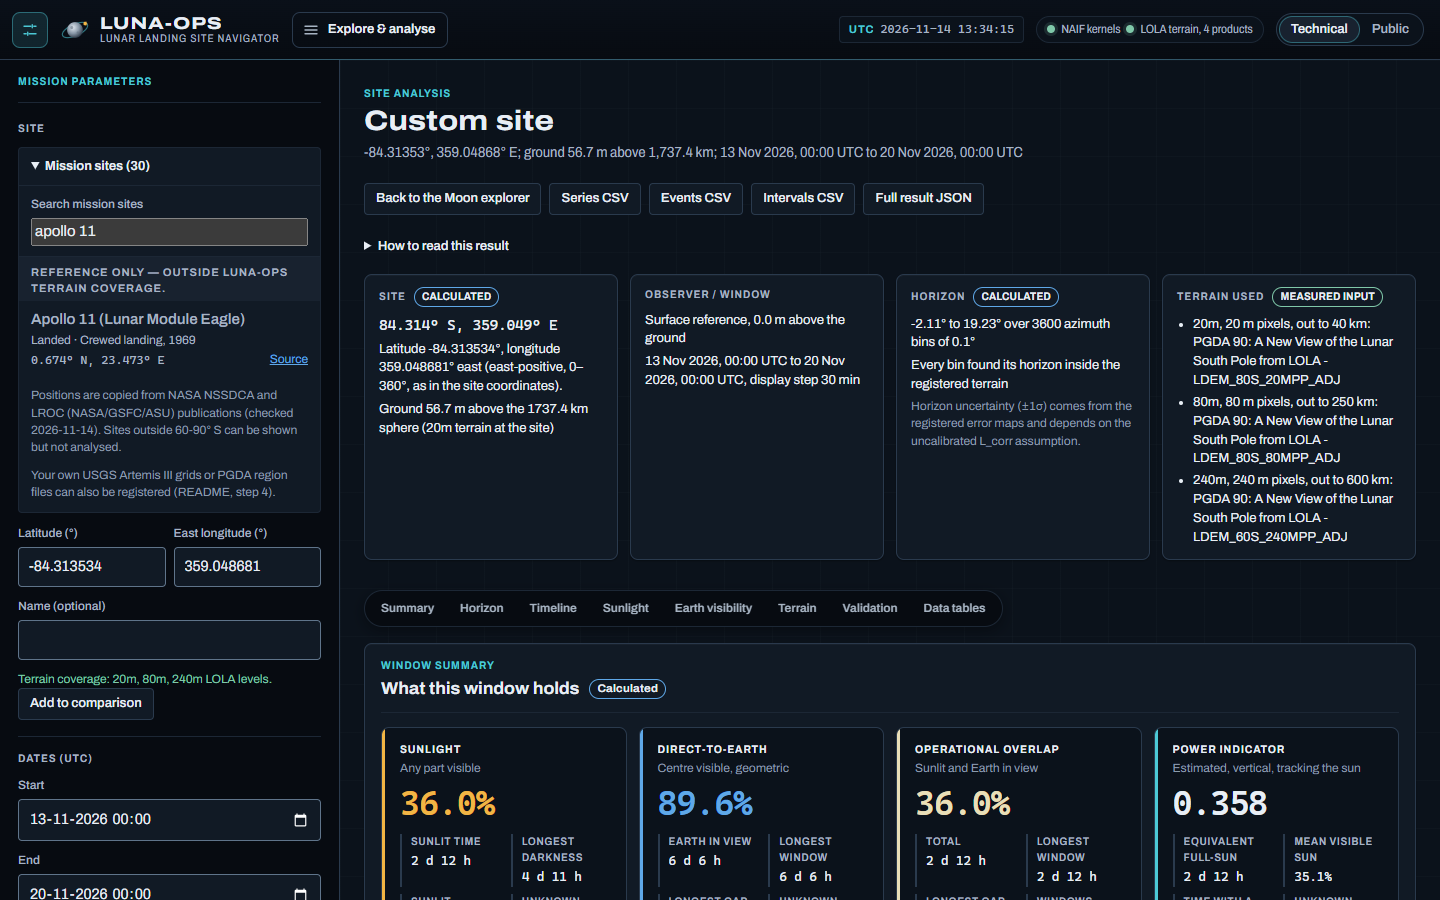 LUNA-OPS
LUNAR LANDING SITE NAVIGATOR
Explore & analyse
UTC 2026-11-14 13:34:15
NAIF kernels
LOLA terrain, 4 products
Technical
Public
MISSION PARAMETERS
SITE
▼ Mission sites (30)
Search mission sites
apollo 11
REFERENCE ONLY — OUTSIDE LUNA-OPS
TERRAIN COVERAGE.
Apollo 11 (Lunar Module Eagle)
Landed · Crewed landing, 1969
0.674° N, 23.473° E
Source
Positions are copied from NASA NSSDCA and
LROC (NASA/GSFC/ASU) publications (checked
2026-11-14). Sites outside 60-90° S can be shown
but not analysed.
Your own USGS Artemis III grids or PGDA region
files can also be registered (README, step 4).
Latitude (°)
East longitude (°)
-84.313534
359.048681
Name (optional)
Terrain coverage: 20m, 80m, 240m LOLA levels.
Add to comparison
DATES (UTC)
Start
13-11-2026 00:00
End
20-11-2026 00:00
SITE ANALYSIS
Custom site
-84.31353°, 359.04868° E; ground 56.7 m above 1,737.4 km; 13 Nov 2026, 00:00 UTC to 20 Nov 2026, 00:00 UTC
Back to the Moon explorer
Series CSV
Events CSV
Intervals CSV
Full result JSON
▶ How to read this result
SITE CALCULATED
84.314° S, 359.049° E
Latitude -84.313534°, longitude
359.048681° east (east-positive, 0–
360°, as in the site coordinates).
Ground 56.7 m above the 1737.4 km
sphere (20m terrain at the site)
OBSERVER / WINDOW
Surface reference, 0.0 m above the
ground
13 Nov 2026, 00:00 UTC to 20 Nov
2026, 00:00 UTC, display step 30 min
HORIZON CALCULATED
-2.11° to 19.23° over 3600 azimuth
bins of 0.1°
Every bin found its horizon inside the
registered terrain
Horizon uncertainty (±1σ) comes from the
registered error maps and depends on the
uncalibrated L_corr assumption.
TERRAIN USED MEASURED INPUT
• 20m, 20 m pixels, out to 40 km:
PGDA 90: A New View of the Lunar
South Pole from LOLA -
LDEM_80S_20MPP_ADJ
• 80m, 80 m pixels, out to 250 km:
PGDA 90: A New View of the Lunar
South Pole from LOLA -
LDEM_80S_80MPP_ADJ
• 240m, 240 m pixels, out to 600 km:
PGDA 90: A New View of the Lunar
South Pole from LOLA -
LDEM_60S_240MPP_ADJ
Summary
Horizon
Timeline
Sunlight
Earth visibility
Terrain
Validation
Data tables
WINDOW SUMMARY
What this window holds Calculated
SUNLIGHT
Any part visible
36.0%
SUNLIT TIME
2 d 12 h
LONGEST
DARKNESS
4 d 11 h
DIRECT-TO-EARTH
Centre visible, geometric
89.6%
EARTH IN VIEW
6 d 6 h
LONGEST
WINDOW
6 d 6 h
OPERATIONAL OVERLAP
Sunlit and Earth in view
36.0%
TOTAL
2 d 12 h
LONGEST
WINDOW
2 d 12 h
POWER INDICATOR
Estimated, vertical, tracking the sun
0.358
EQUIVALENT
FULL-SUN
2 d 12 h
MEAN VISIBLE
SUN
35.1%